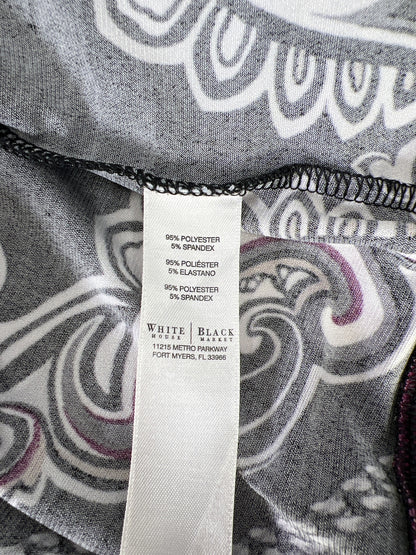 95% POLYESTER
5% SPANDEX
95% POLIÉSTER
5% ELASTANO
95% POLYESTER
5% SPANDEX
WHITE | BLACK
HOUSE | MARKET
11215 METRO PARKWAY
FORT MYERS, FL 33966